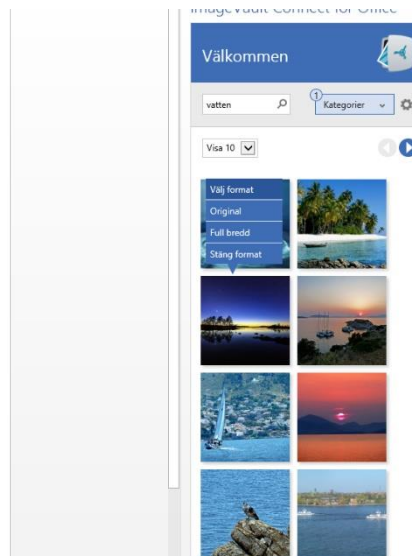 ImageVault Connect for Office
Välkommen
vatten
1
Kategorier
Visa 10
Välj format
Original
Full bredd
Stäng format